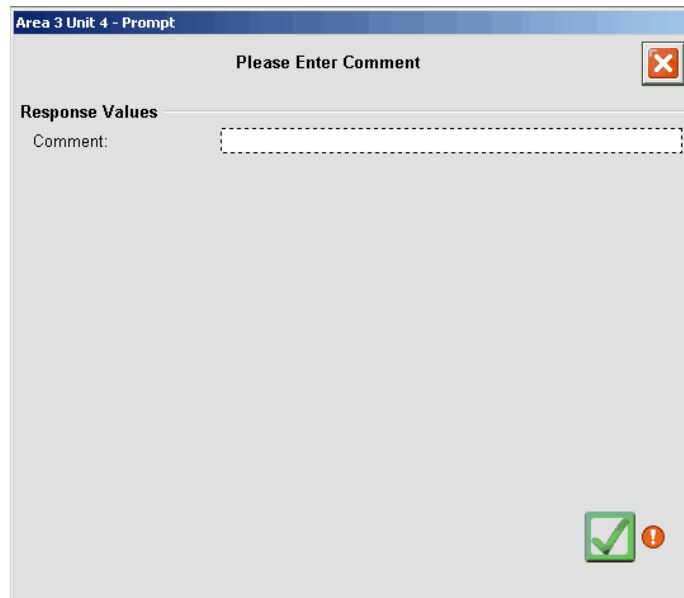 Area 3 Unit 4 - Prompt
Please Enter Comment
Response Values
Comment: